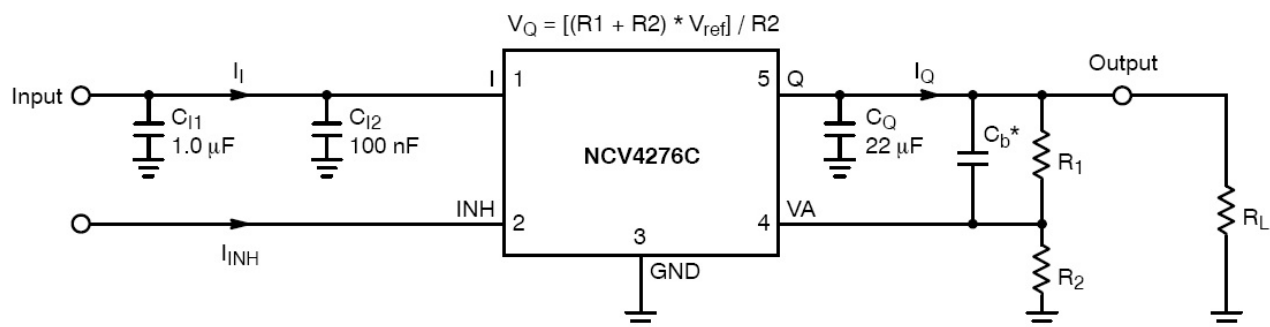 V_Q = [(R1 + R2) * V_ref] / R2
Input
I_I
C_I1
1.0 µF
C_I2
100 nF
I
1
INH
2
I_INH
NCV4276C
3
GND
5
Q
4
VA
I_Q
C_Q
22 µF
C_b*
R_1
R_2
Output
R_L